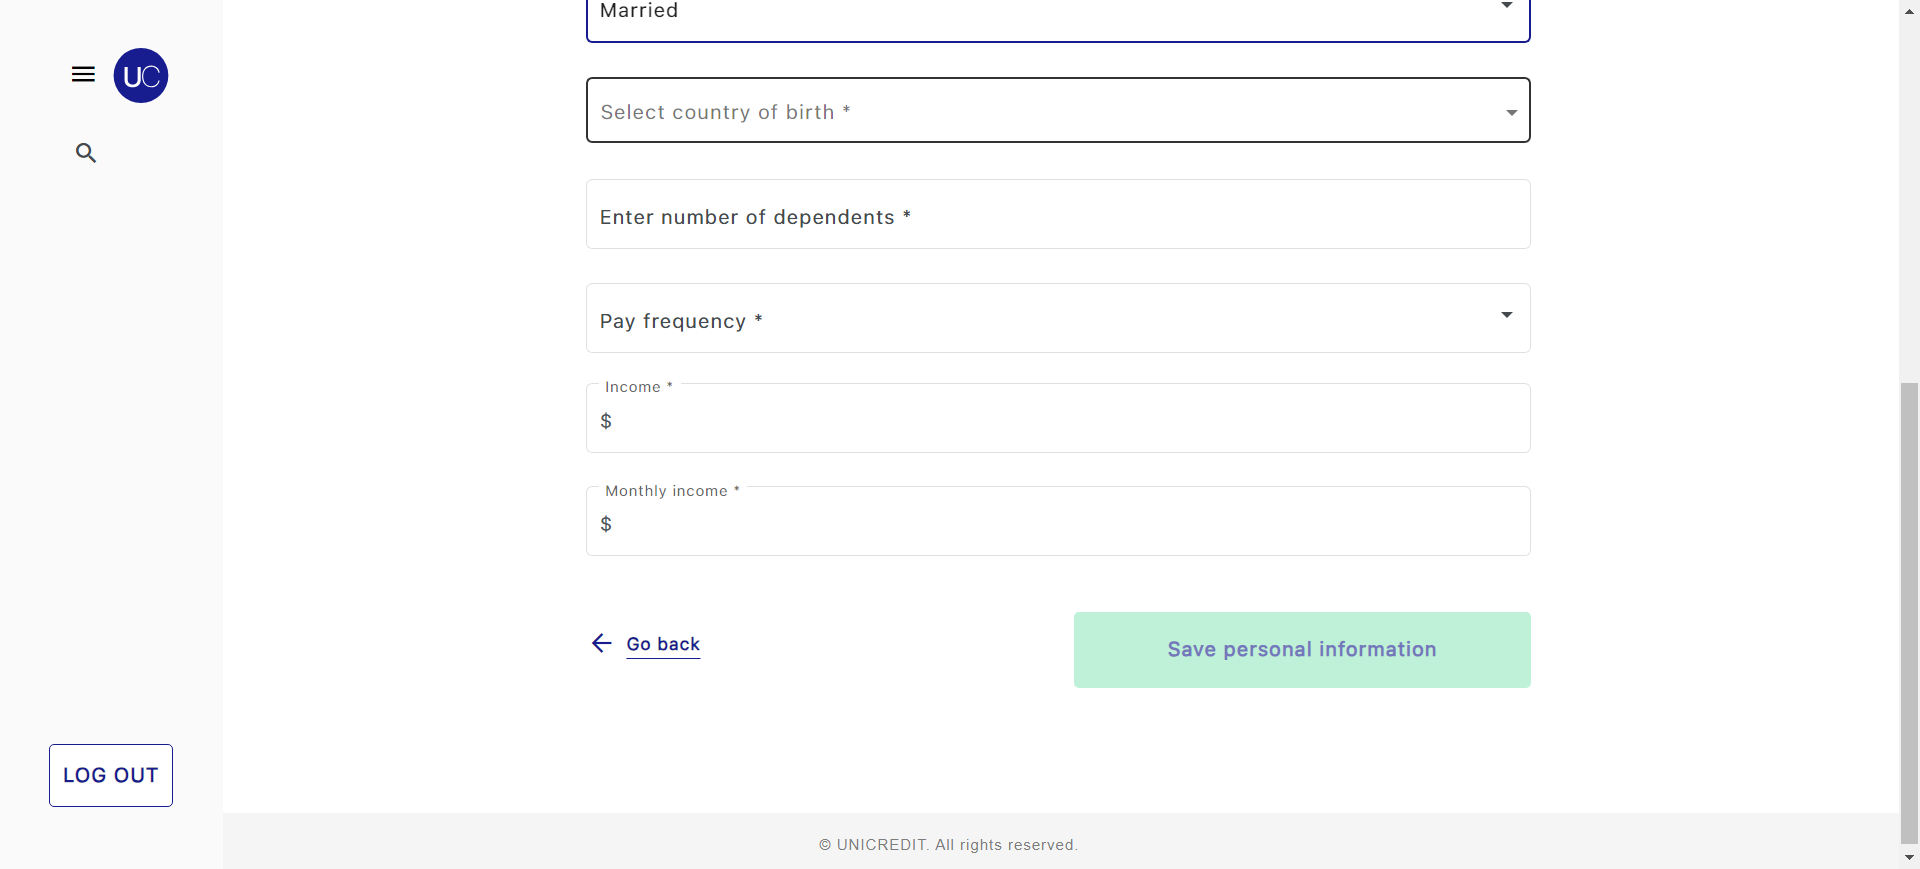 Married
UC
Select country of birth *
Enter number of dependents *
Pay frequency *
Income *
$
Monthly income *
$
Go back
Save personal information
LOG OUT
© UNICREDIT. All rights reserved.